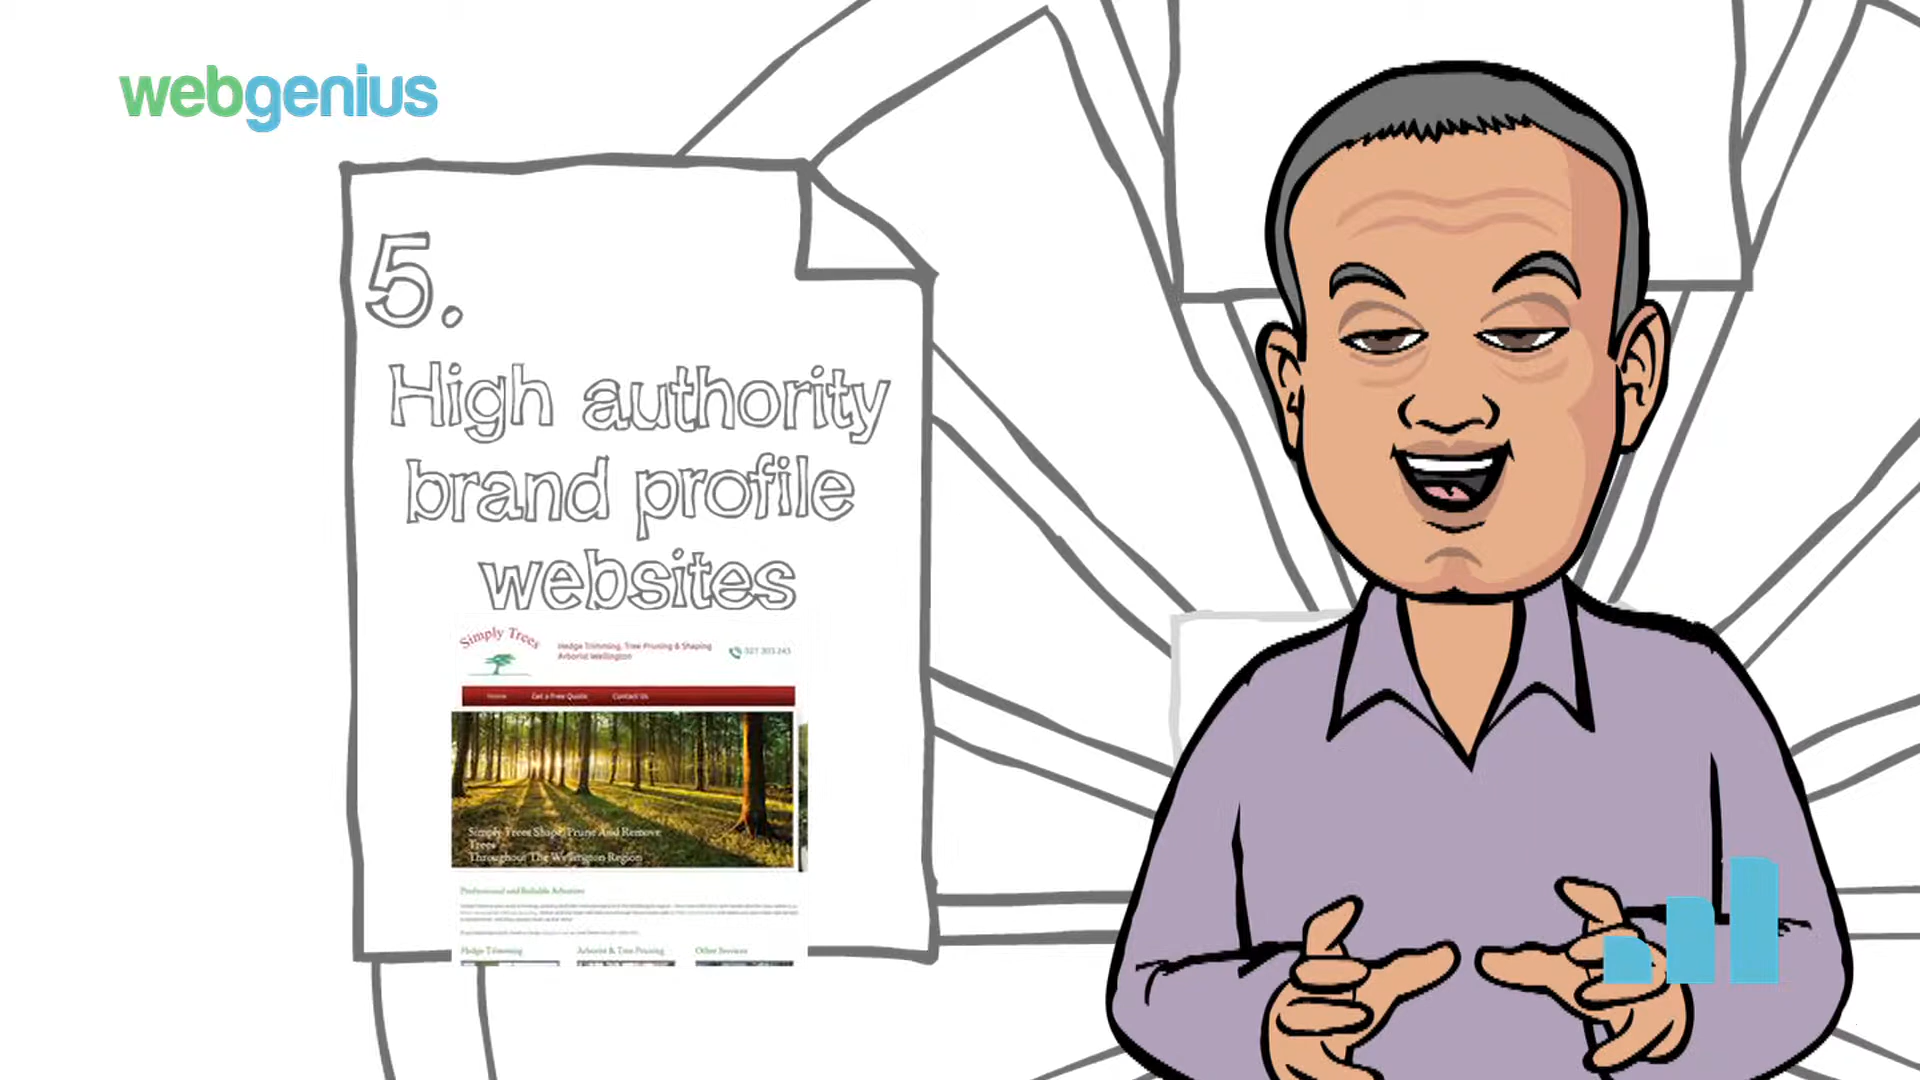 webgenius
5.
High authority
brand profile
websites
Simply Trees
Hedge Trimming, Tree Pruning & Shaping
Arborist Wellington
Home Get a Free Quote Contact Us
Simply Trees Shape, Prune And Remove
Trees
Throughout The Wellington Region
Professional and Reliable Arborists
Hedge Trimming Arborist & Tree Pruning Other Services